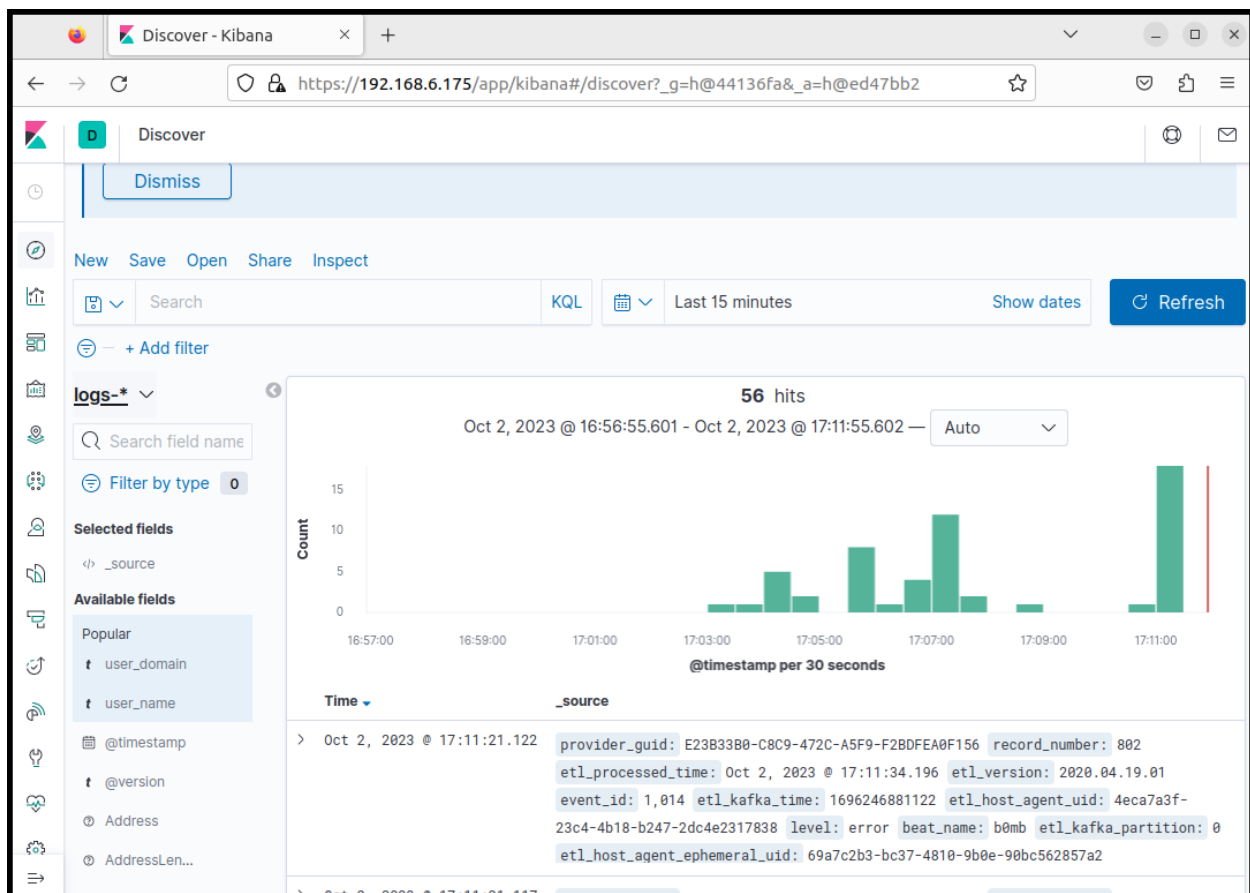 Discover - Kibana
https://192.168.6.175/app/kibana#/discover?_g=h@44136fa&_a=h@ed47bb2
D Discover
Dismiss
New Save Open Share Inspect
Search KQL Last 15 minutes Show dates Refresh
+ Add filter
logs-*
Search field name
Filter by type 0
Selected fields
</> _source
Available fields
Popular
t user_domain
t user_name
@timestamp
t @version
? Address
? AddressLen...
56 hits
Oct 2, 2023 @ 16:56:55.601 - Oct 2, 2023 @ 17:11:55.602 — Auto
Count
15
10
5
0
16:57:00 16:59:00 17:01:00 17:03:00 17:05:00 17:07:00 17:09:00 17:11:00
@timestamp per 30 seconds
Time _source
Oct 2, 2023 @ 17:11:21.122 provider_guid: E23B33B0-C8C9-472C-A5F9-F2BDFEA0F156 record_number: 802
etl_processed_time: Oct 2, 2023 @ 17:11:34.196 etl_version: 2020.04.19.01
event_id: 1,014 etl_kafka_time: 1696246881122 etl_host_agent_uid: 4eca7a3f-
23c4-4b18-b247-2dc4e2317838 level: error beat_name: b0mb etl_kafka_partition: 0
etl_host_agent_ephemeral_uid: 69a7c2b3-bc37-4810-9b0e-90bc562857a2